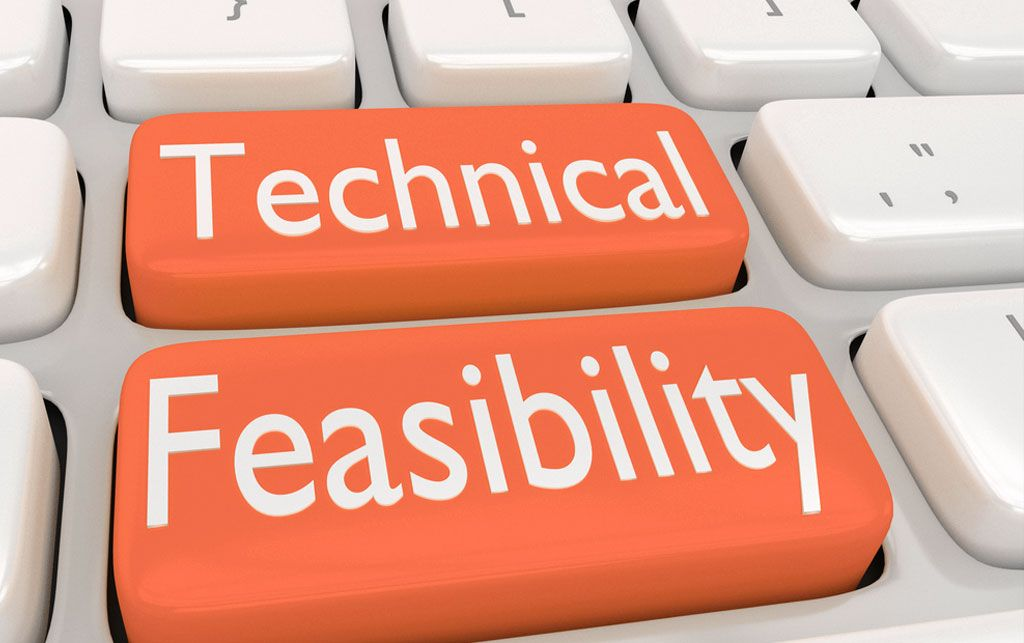 }
[
]
Technical
"
' ,
Feasibility